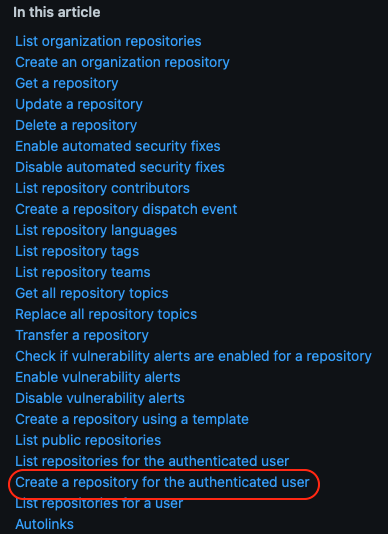 In this article
List organization repositories
Create an organization repository
Get a repository
Update a repository
Delete a repository
Enable automated security fixes
Disable automated security fixes
List repository contributors
Create a repository dispatch event
List repository languages
List repository tags
List repository teams
Get all repository topics
Replace all repository topics
Transfer a repository
Check if vulnerability alerts are enabled for a repository
Enable vulnerability alerts
Disable vulnerability alerts
Create a repository using a template
List public repositories
List repositories for the authenticated user
Create a repository for the authenticated user
List repositories for a user
Autolinks